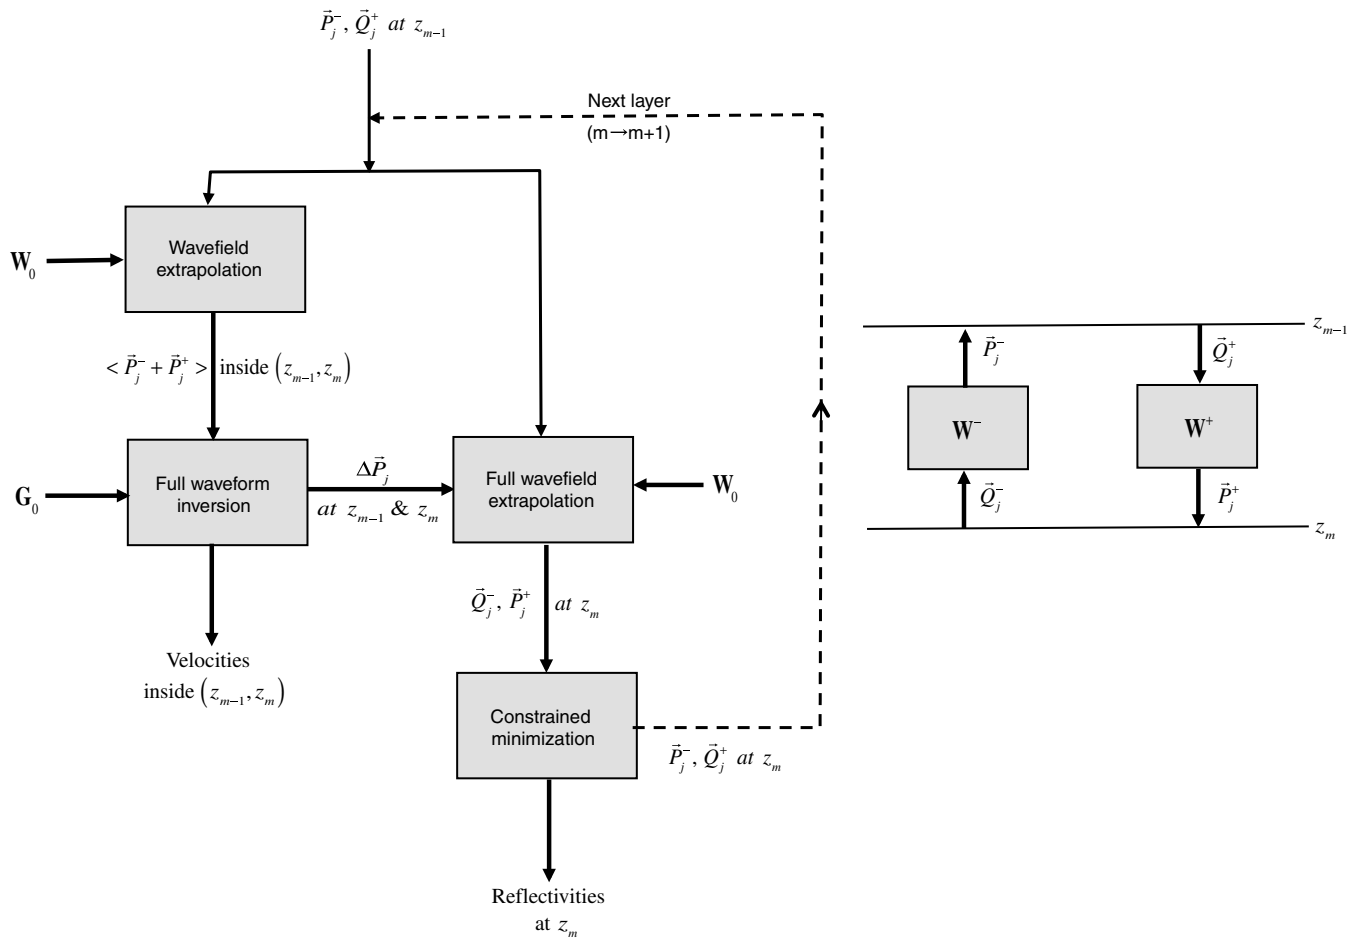 P⃗ⱼ⁻, Q⃗ⱼ⁺ at zₘ₋₁
Next layer
(m→m+1)
Wavefield
extrapolation
W₀
< P⃗ⱼ⁻ + P⃗ⱼ⁺ > inside (zₘ₋₁, zₘ)
Full waveform
inversion
G₀
ΔP⃗ⱼ
at zₘ₋₁ & zₘ
Full wavefield
extrapolation
W₀
Q⃗ⱼ⁻, P⃗ⱼ⁺ at zₘ
Velocities
inside (zₘ₋₁, zₘ)
Constrained
minimization
P⃗ⱼ⁻, Q⃗ⱼ⁺ at zₘ
Reflectivities
at zₘ
zₘ₋₁
P⃗ⱼ⁻
Q⃗ⱼ⁺
W⁻
W⁺
Q⃗ⱼ⁻
P⃗ⱼ⁺
zₘ